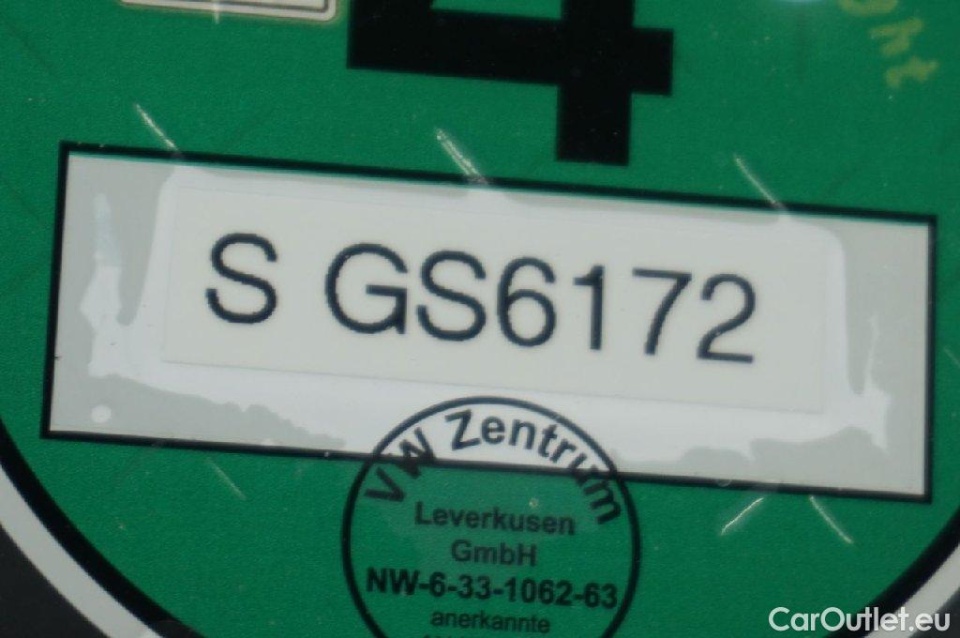 4
S GS6172
VW Zentrum
Leverkusen
GmbH
NW-6-33-1062-63
anerkannte
CarOutlet.eu